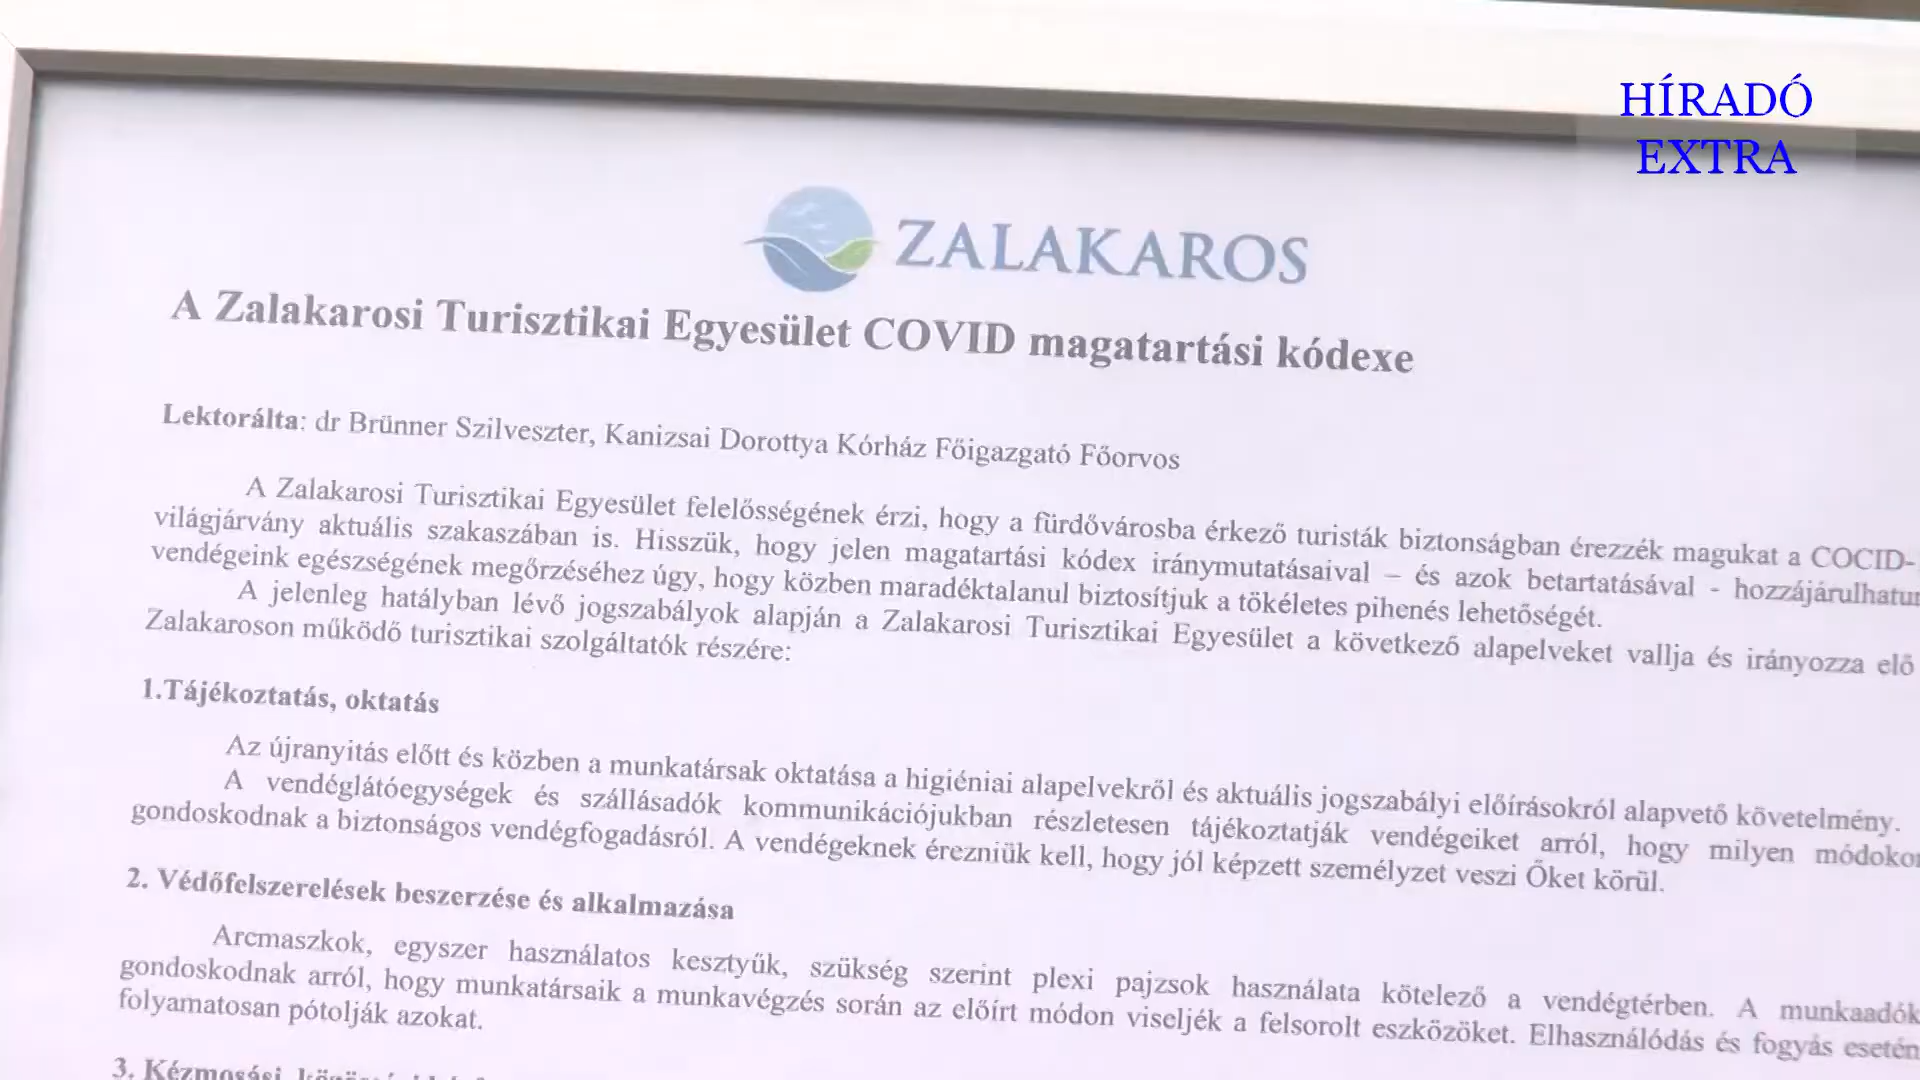 HÍRADÓ
EXTRA
ZALAKAROS
A Zalakarosi Turisztikai Egyesület COVID magatartási kódexe
Lektorálta: dr Brünner Szilveszter, Kanizsai Dorottya Kórház Főigazgató Főorvos
A Zalakarosi Turisztikai Egyesület felelősségének érzi, hogy a fürdővárosba érkező turisták biztonságban érezzék magukat a COCID-
világjárvány aktuális szakaszában is. Hisszük, hogy jelen magatartási kódex iránymutatásaival – és azok betartatásával - hozzájárulhatun
vendégeink egészségének megőrzéséhez úgy, hogy közben maradéktalanul biztosítjuk a tökéletes pihenés lehetőségét.
A jelenleg hatályban lévő jogszabályok alapján a Zalakarosi Turisztikai Egyesület a következő alapelveket vallja és irányozza elő
Zalakaroson működő turisztikai szolgáltatók részére:
1.Tájékoztatás, oktatás
Az újranyitás előtt és közben a munkatársak oktatása a higiéniai alapelvekről és aktuális jogszabályi előírásokról alapvető követelmény.
A vendéglátóegységek és szállásadók kommunikációjukban részletesen tájékoztatják vendégeiket arról, hogy milyen módokon
gondoskodnak a biztonságos vendégfogadásról. A vendégeknek érezniük kell, hogy jól képzett személyzet veszi Őket körül.
2. Védőfelszerelések beszerzése és alkalmazása
Arcmaszkok, egyszer használatos kesztyűk, szükség szerint plexi pajzsok használata kötelező a vendégtérben. A munkaadók
gondoskodnak arról, hogy munkatársaik a munkavégzés során az előírt módon viseljék a felsorolt eszközöket. Elhasználódás és fogyás esetén
folyamatosan pótolják azokat.
3. Kézmosási,